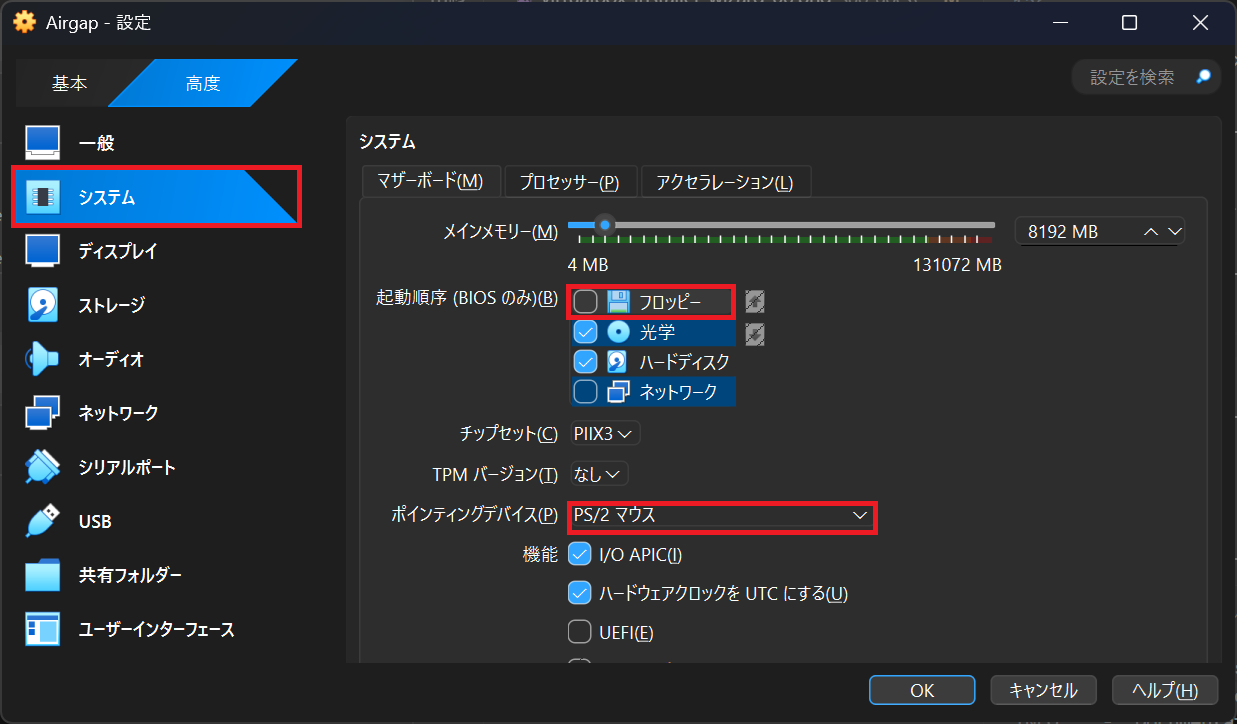 Airgap - 設定
基本
高度
設定を検索
一般
システム
ディスプレイ
ストレージ
オーディオ
ネットワーク
シリアルポート
USB
共有フォルダー
ユーザーインターフェース
システム
マザーボード(M)
プロセッサー(P)
アクセラレーション(L)
メインメモリー(M)
8192 MB
4 MB
131072 MB
起動順序 (BIOS のみ)(B)
フロッピー
光学
ハードディスク
ネットワーク
チップセット(C)
PIIX3
TPM バージョン(T)
なし
ポインティングデバイス(P)
PS/2 マウス
機能
I/O APIC(I)
ハードウェアクロックを UTC にする(U)
UEFI(E)
OK
キャンセル
ヘルプ(H)